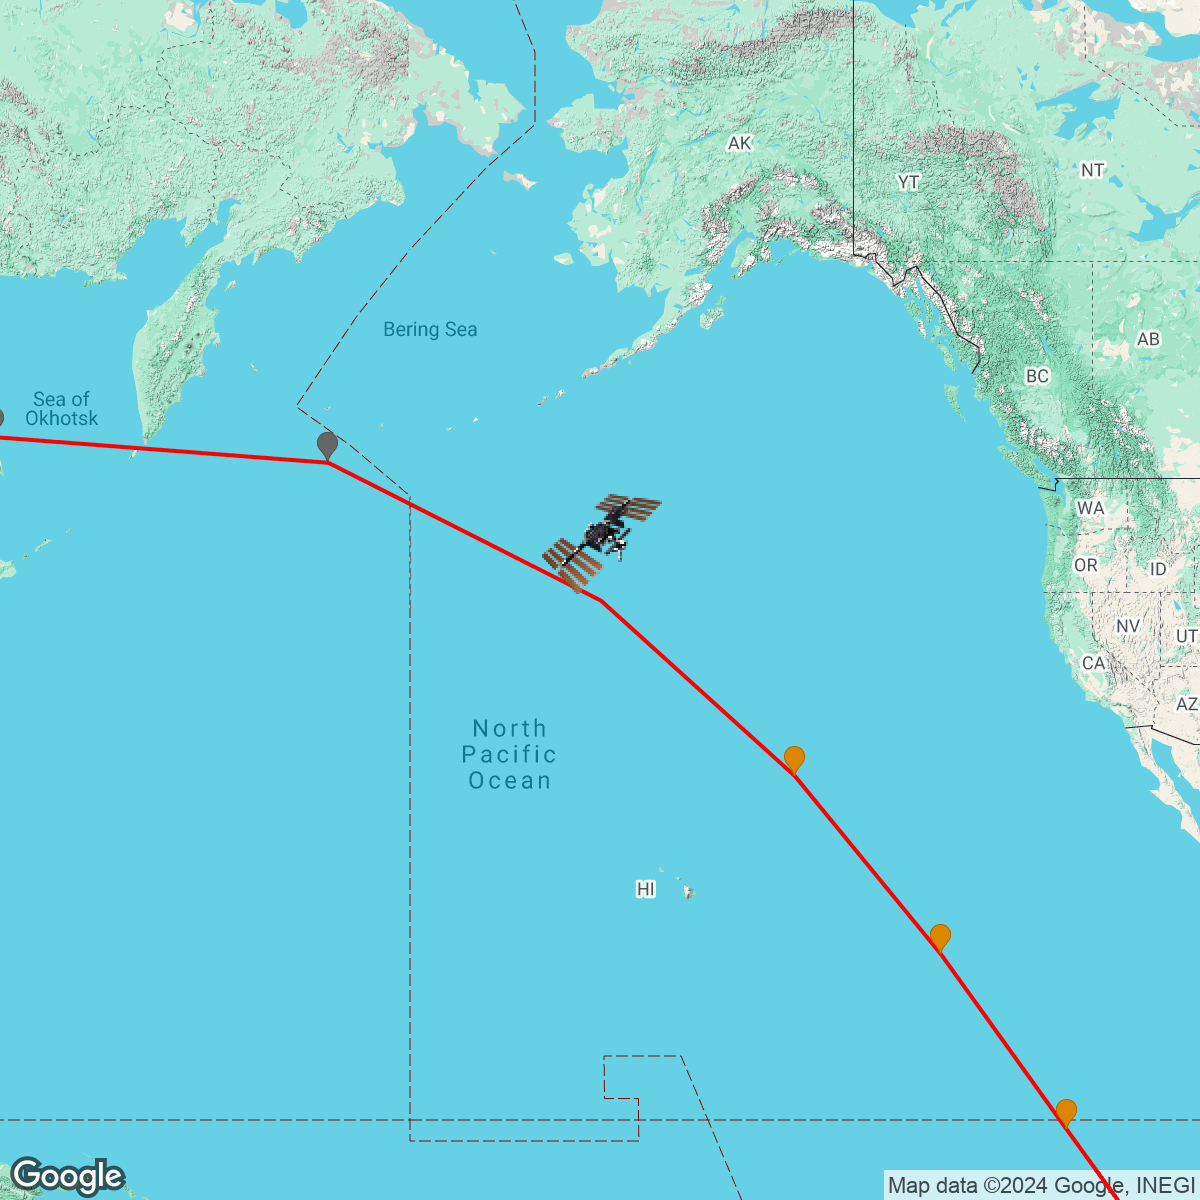 AK
YT
NT
Bering Sea
AB
BC
Sea of
Okhotsk
WA
OR
ID
NV
UT
CA
AZ
North
Pacific
Ocean
HI
Google
Map data ©2024 Google, INEGI